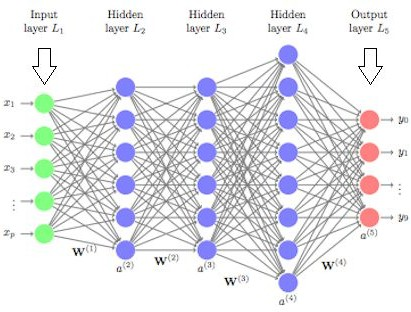 Input
layer L₁
Hidden
layer L₂
Hidden
layer L₃
Hidden
layer L₄
Output
layer L₅
x₁
x₂
x₃
⋮
xₚ
W⁽¹⁾
a⁽²⁾
W⁽²⁾
a⁽³⁾
W⁽³⁾
a⁽⁴⁾
W⁽⁴⁾
a⁽⁵⁾
y₀
y₁
⋮
y₉